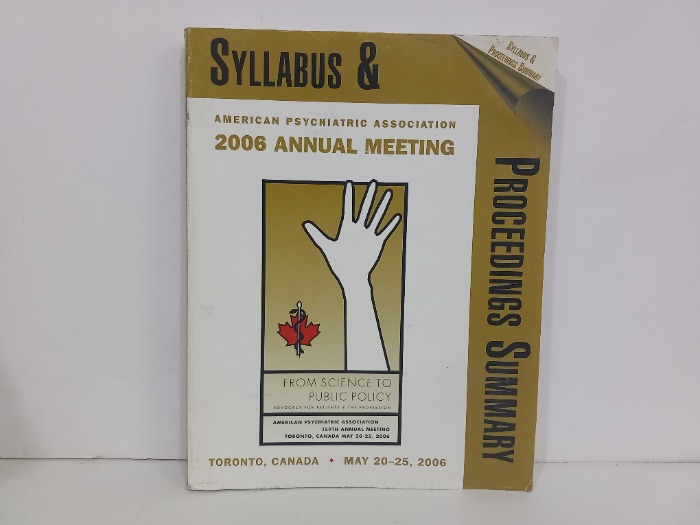 SYLLABUS &
PROCEEDINGS SUMMARY
SYLLABUS &
PROCEEDINGS SUMMARY
AMERICAN PSYCHIATRIC ASSOCIATION
2006 ANNUAL MEETING
FROM SCIENCE TO
PUBLIC POLICY
ADVOCACY FOR PATIENTS & THE PROFESSION
AMERICAN PSYCHIATRIC ASSOCIATION
159TH ANNUAL MEETING
TORONTO, CANADA MAY 20-25, 2006
TORONTO, CANADA ✦ MAY 20–25, 2006